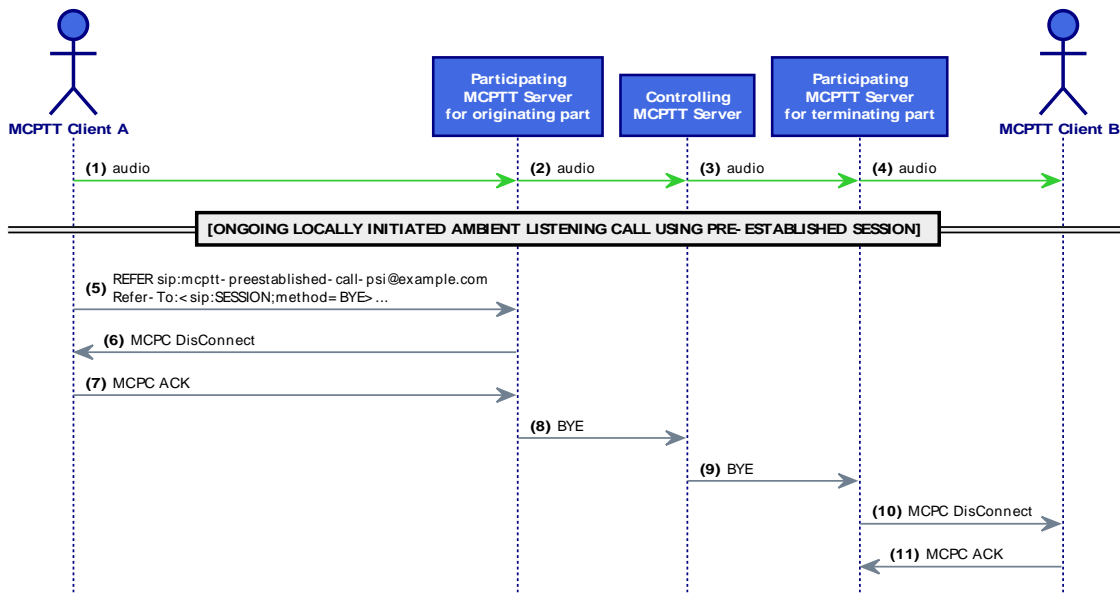 Participating
MCPTT Server
for originating part
Controlling
MCPTT Server
Participating
MCPTT Server
for terminating part
MCPTT Client A
MCPTT Client B
(1) audio
(2) audio
(3) audio
(4) audio
[ONGOING LOCALLY INITIATED AMBIENT LISTENING CALL USING PRE-ESTABLISHED SESSION]
(5) REFER sip:mcptt-preestablished-call-psi@example.com
Refer-To:<sip:SESSION;method=BYE>...
(6) MCPC DisConnect
(7) MCPC ACK
(8) BYE
(9) BYE
(10) MCPC DisConnect
(11) MCPC ACK